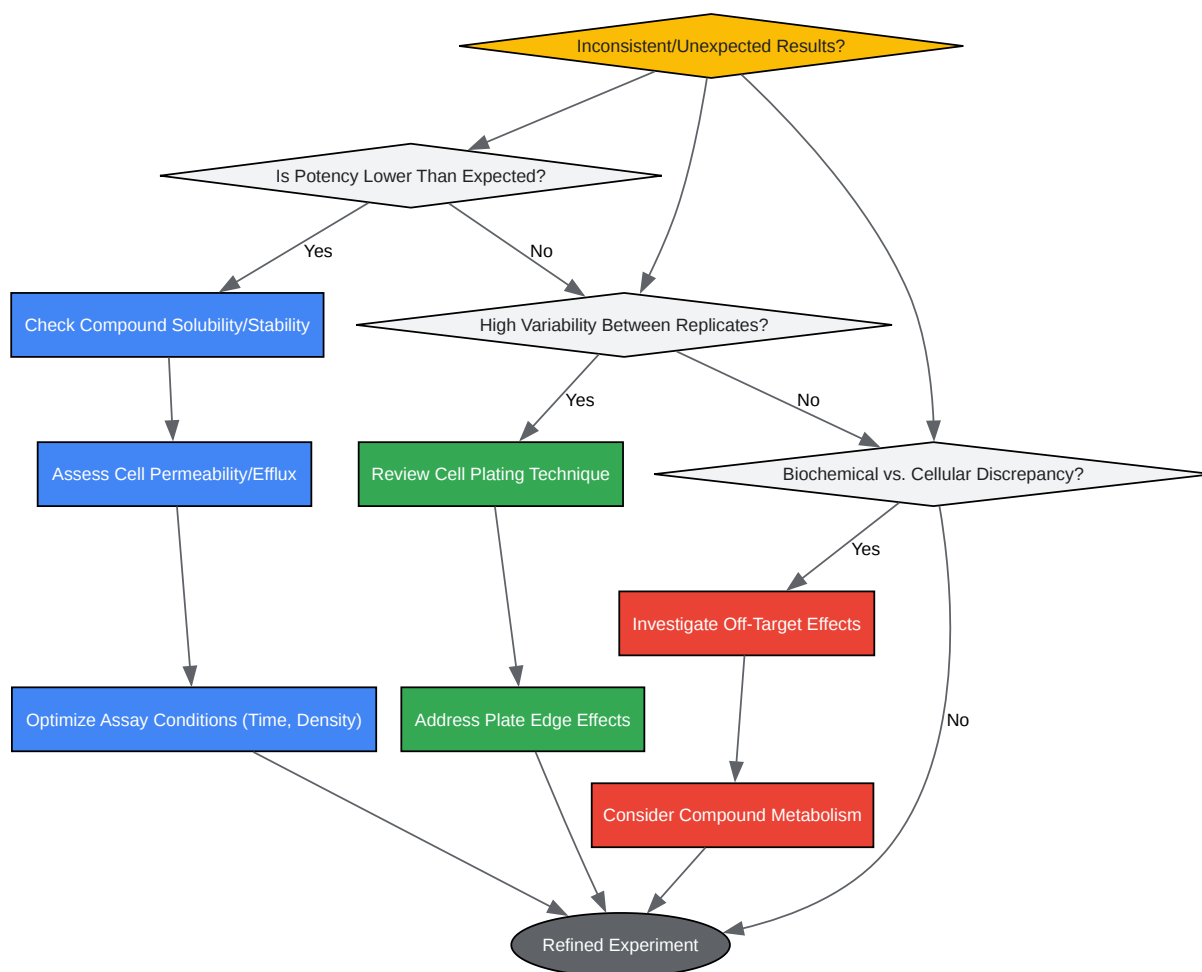 Inconsistent/Unexpected Results?
Is Potency Lower Than Expected?
Yes
No
Check Compound Solubility/Stability
High Variability Between Replicates?
Yes
No
Assess Cell Permeability/Efflux
Review Cell Plating Technique
Biochemical vs. Cellular Discrepancy?
Yes
Investigate Off-Target Effects
Optimize Assay Conditions (Time, Density)
Address Plate Edge Effects
No
Consider Compound Metabolism
Refined Experiment